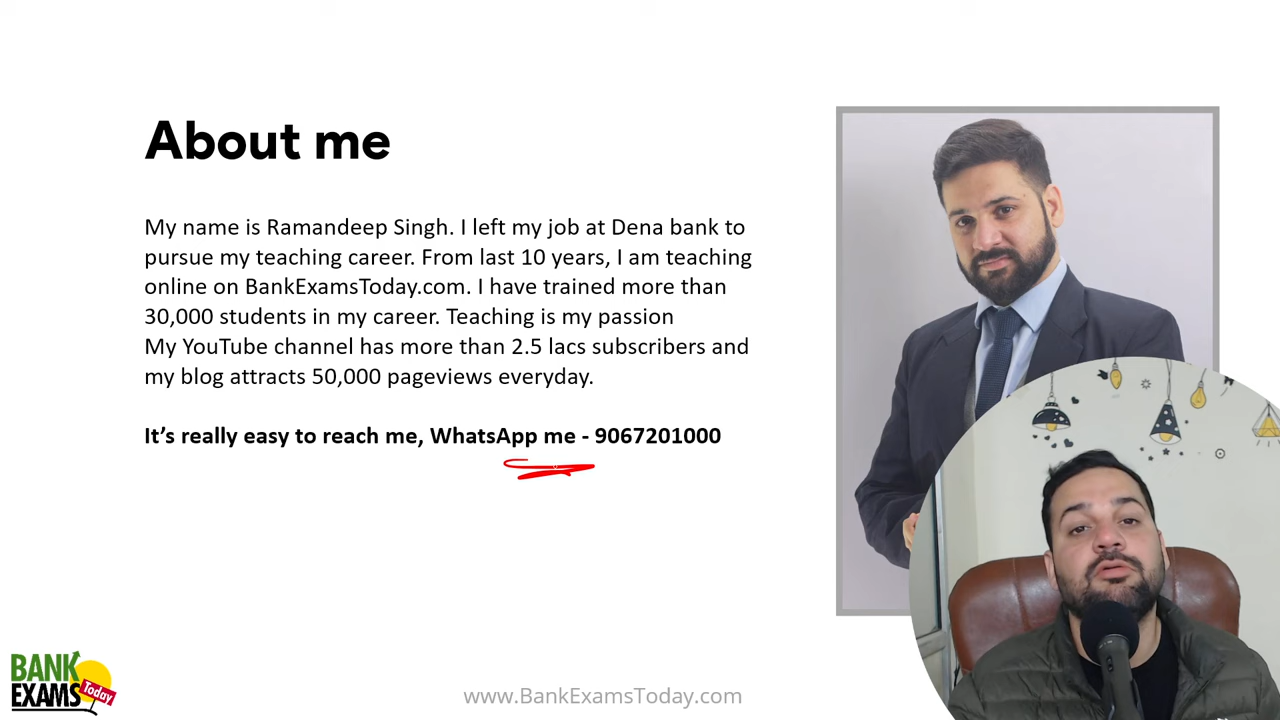 About me
My name is Ramandeep Singh. I left my job at Dena bank to
pursue my teaching career. From last 10 years, I am teaching
online on BankExamsToday.com. I have trained more than
30,000 students in my career. Teaching is my passion
My YouTube channel has more than 2.5 lacs subscribers and
my blog attracts 50,000 pageviews everyday.
It’s really easy to reach me, WhatsApp me - 9067201000
BANK
EXAMS
Today
www.BankExamsToday.com